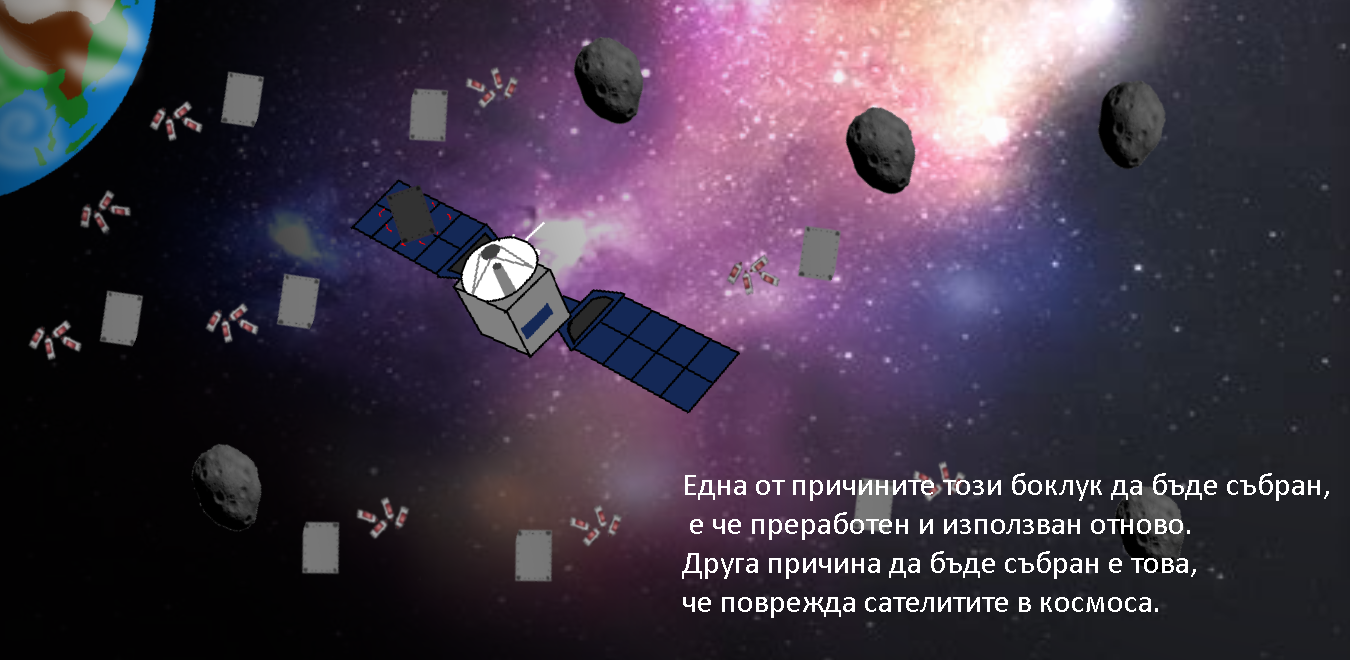 Една от причините този боклук да бъде събран,
е че преработен и използван отново.
Друга причина да бъде събран е това,
че поврежда сателитите в космоса.